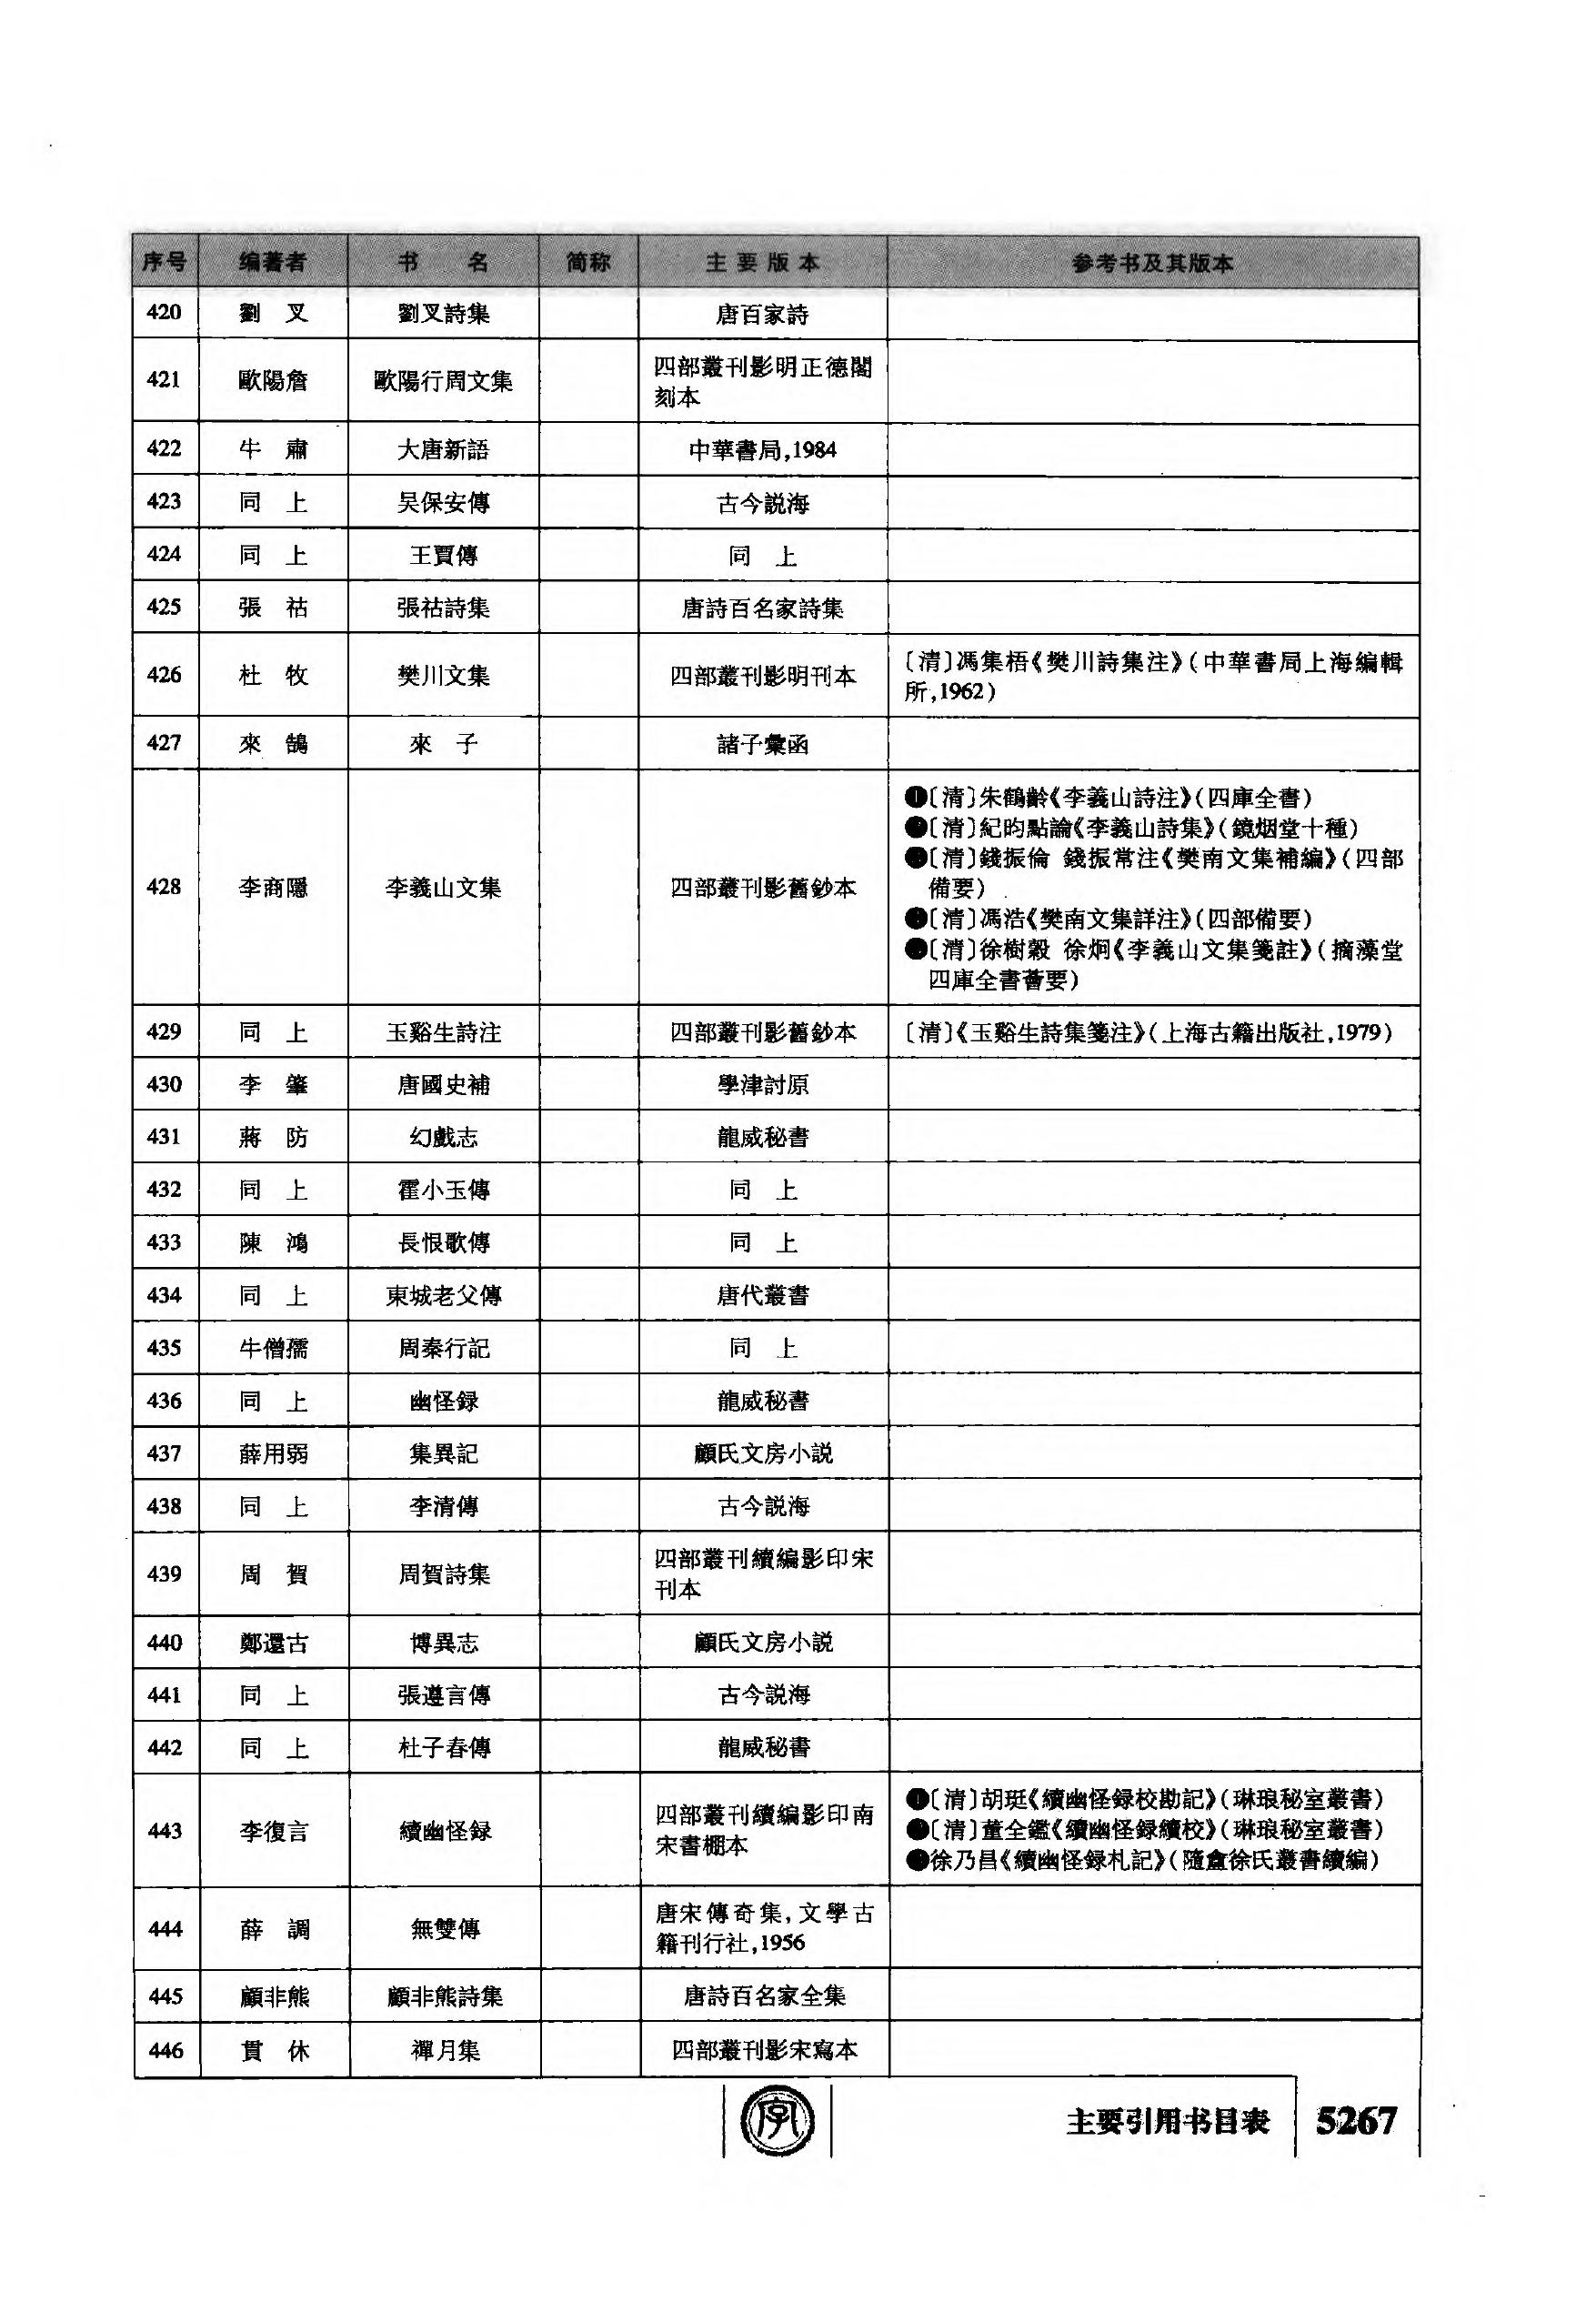 序号 编著者 书 名 简称 主要版本 参考书及其版本
420 劉 叉 劉叉詩集 唐百家詩
421 歐陽詹 歐陽行周文集 四部叢刊影明正德閣
刻本
422 牛 肅 大唐新語 中華書局,1984
423 同 上 吴保安傳 古今説海
424 同 上 王賈傳 同 上
425 張 祜 張祜詩集 唐詩百名家詩集
426 杜 牧 樊川文集 四部叢刊影明刊本 〔清〕馮集梧《樊川詩集注》(中華書局上海編輯
所,1962)
427 來 鵠 來 子 諸子彙函
428 李商隱 李義山文集 四部叢刊影舊鈔本 ❶〔清〕朱鶴齡《李義山詩注》(四庫全書)
❷〔清〕紀昀點論《李義山詩集》(鏡烟堂十種)
❸〔清〕錢振倫 錢振常注《樊南文集補編》(四部
備要)
❹〔清〕馮浩《樊南文集詳注》(四部備要)
❺〔清〕徐樹穀 徐炯《李義山文集箋註》(摛藻堂
四庫全書薈要)
429 同 上 玉谿生詩注 四部叢刊影舊鈔本 〔清〕《玉谿生詩集箋注》(上海古籍出版社,1979)
430 李 肇 唐國史補 學津討原
431 蔣 防 幻戲志 龍威秘書
432 同 上 霍小玉傳 同 上
433 陳 鴻 長恨歌傳 同 上
434 同 上 東城老父傳 唐代叢書
435 牛僧孺 周秦行記 同 上
436 同 上 幽怪録 龍威秘書
437 薛用弱 集異記 顧氏文房小説
438 同 上 李清傳 古今説海
439 周 賀 周賀詩集 四部叢刊續編影印宋
刊本
440 鄭還古 博異志 顧氏文房小説
441 同 上 張遵言傳 古今説海
442 同 上 杜子春傳 龍威秘書
443 李復言 續幽怪録 四部叢刊續編影印南
宋書棚本 ❶〔清〕胡珽《續幽怪録校勘記》(琳琅秘室叢書)
❷〔清〕董金鑑《續幽怪録續校》(琳琅秘室叢書)
❸徐乃昌《續幽怪録札記》(隨盦徐氏叢書續編)
444 薛 調 無雙傳 唐宋傳奇集,文學古
籍刊行社,1956
445 顧非熊 顧非熊詩集 唐詩百名家全集
446 貫 休 禪月集 四部叢刊影宋寫本
字
主要引用书目表 5267